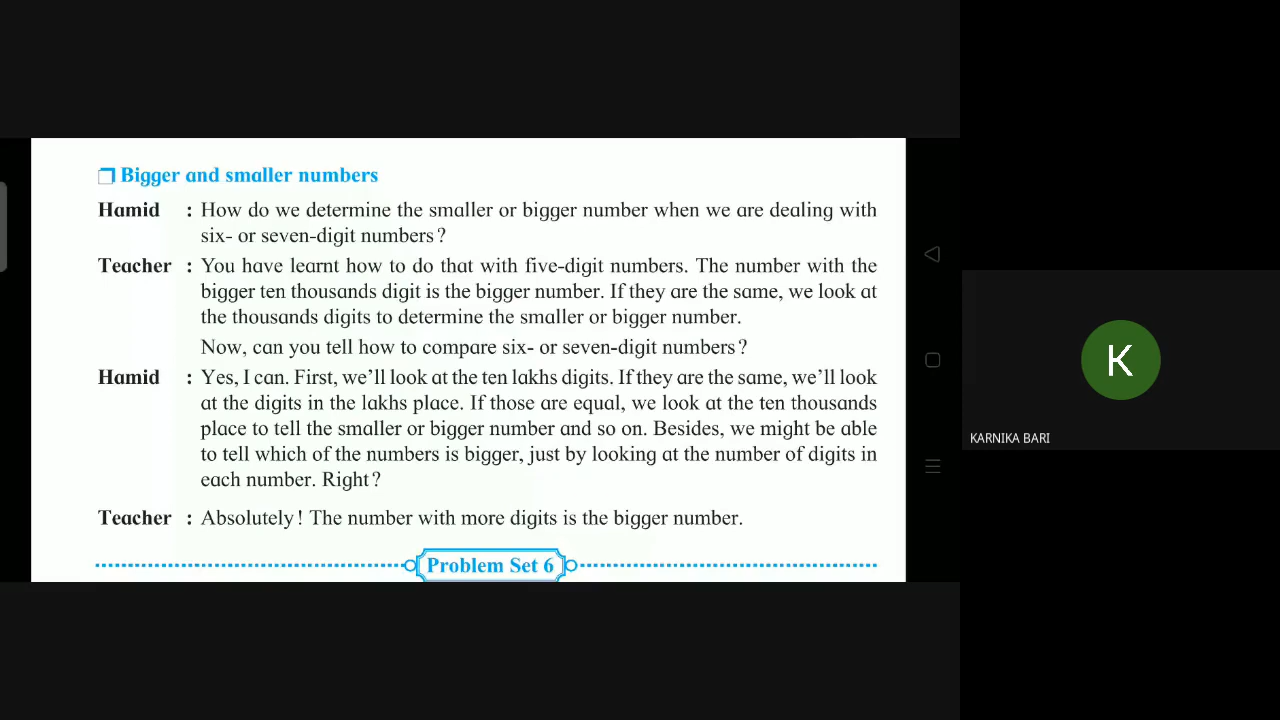 Bigger and smaller numbers
Hamid : How do we determine the smaller or bigger number when we are dealing with
six- or seven-digit numbers?
Teacher : You have learnt how to do that with five-digit numbers. The number with the
bigger ten thousands digit is the bigger number. If they are the same, we look at
the thousands digits to determine the smaller or bigger number.
Now, can you tell how to compare six- or seven-digit numbers?
Hamid : Yes, I can. First, we’ll look at the ten lakhs digits. If they are the same, we’ll look
at the digits in the lakhs place. If those are equal, we look at the ten thousands
place to tell the smaller or bigger number and so on. Besides, we might be able
to tell which of the numbers is bigger, just by looking at the number of digits in
each number. Right?
Teacher : Absolutely! The number with more digits is the bigger number.
Problem Set 6
K
KARNIKA BARI